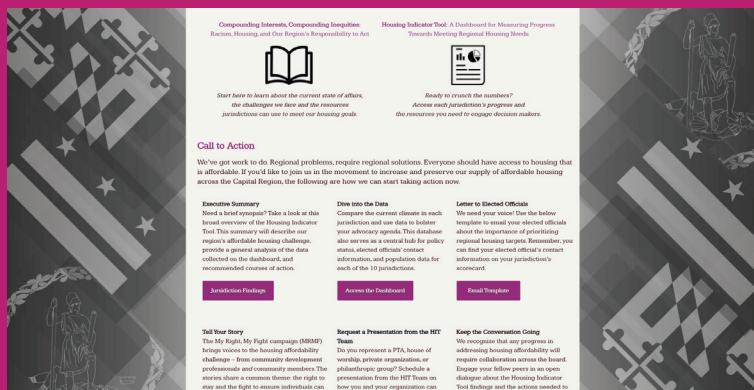 Compounding Interests, Compounding Inequities:
Racism, Housing, and Our Region's Responsibility to Act
Housing Indicator Tool: A Dashboard for Measuring Progress
Towards Meeting Regional Housing Needs
Start here to learn about the current state of affairs,
the challenges we face and the resources
jurisdictions can use to meet our housing goals.
Ready to crunch the numbers?
Access each jurisdiction's progress and
the resources you need to engage decision makers.
Call to Action
We've got work to do. Regional problems, require regional solutions. Everyone should have access to housing that
is affordable. If you'd like to join us in the movement to increase and preserve our supply of affordable housing
across the Capital Region, the following are how we can start taking action now.
Executive Summary
Need a brief synopsis? Take a look at this
broad overview of the Housing Indicator
Tool. This summary will describe our
region's affordable housing challenge,
provide a general analysis of the data
collected on the dashboard, and
recommended courses of action.
Jursidiction Findings
Dive into the Data
Compare the current climate in each
jurisdiction and use data to bolster
your advocacy agenda. This database
also serves as a central hub for policy
status, elected officials' contact
information, and population data for
each of the 10 jurisdictions.
Access the Dashboard
Letter to Elected Officials
We need your voice! Use the below
template to email your elected officials
about the importance of prioritizing
regional housing targets. Remember, you
can find your elected official's contact
information on your jurisdiction's
scorecard.
Email Template
Tell Your Story
The My Right, My Fight campaign (MRMF)
brings voices to the housing affordability
challenge – from community development
professionals and community members. The
stories share a common theme: the right to
stay and the fight to ensure individuals can
Request a Presentation from the HIT
Team
Do you represent a PTA, house of
worship, private organization, or
philanthropic group? Schedule a
presentation from the HIT Team on
how you and your organization can
Keep the Conversation Going
We recognize that any progress in
addressing housing affordability will
require collaboration across the board.
Engage your fellow peers in an open
dialogue about the Housing Indicator
Tool findings and the actions needed to